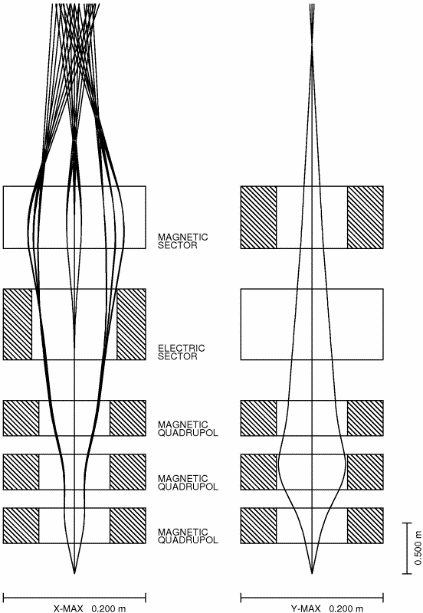 MAGNETIC
SECTOR
ELECTRIC
SECTOR
MAGNETIC
QUADRUPOL
MAGNETIC
QUADRUPOL
MAGNETIC
QUADRUPOL
0.500 m
X-MAX 0.200 m
Y-MAX 0.200 m